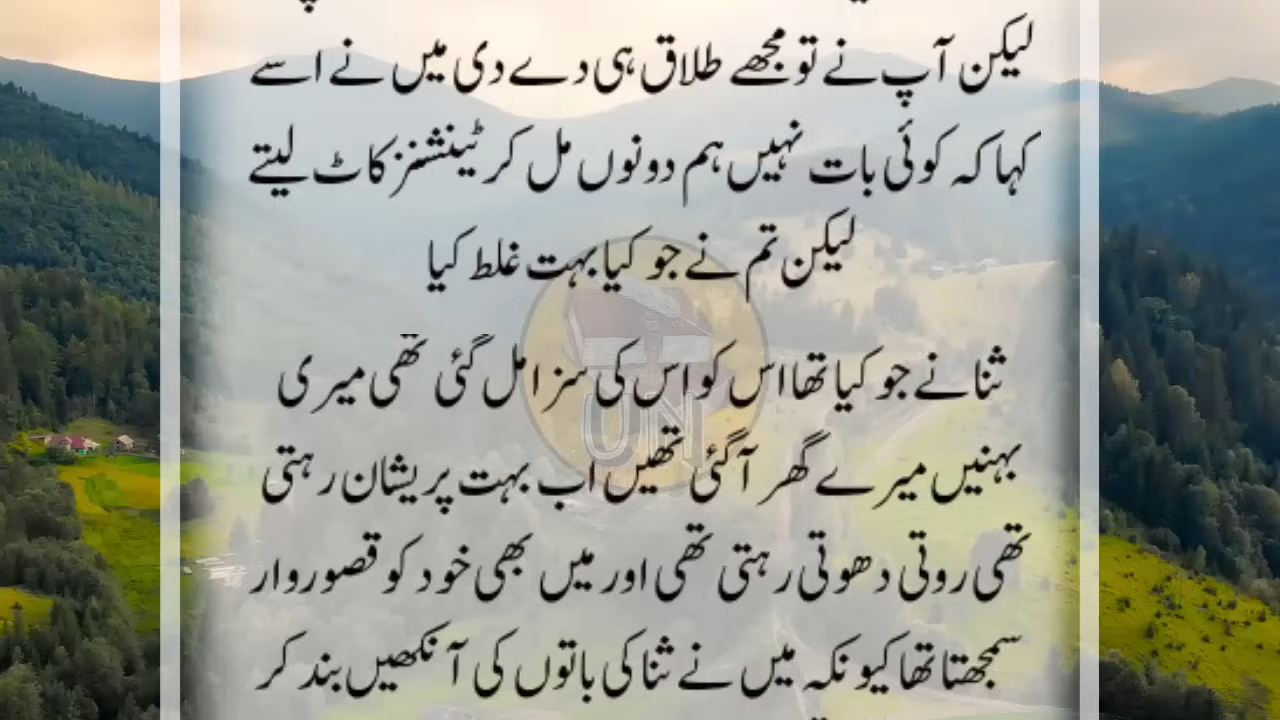 لیکن آپ نے تو مجھے طلاق ہی دے دی میں نے اسے
کہا کہ کوئی بات نہیں ہم دونوں مل کر ٹینشنز کاٹ لیتے
لیکن تم نے جو کیا بہت غلط کیا
ثنا نے جو کیا تھا اس کو اس کی سزا مل گئی تھی میری
بہنیں میرے گھر آ گئی تھیں اب بہت پریشان رہتی
تھی روتی دھوتی رہتی تھی اور میں بھی خود کو قصوروار
سمجھتا تھا کیونکہ میں نے ثنا کی باتوں کی آنکھیں بند کر
UN